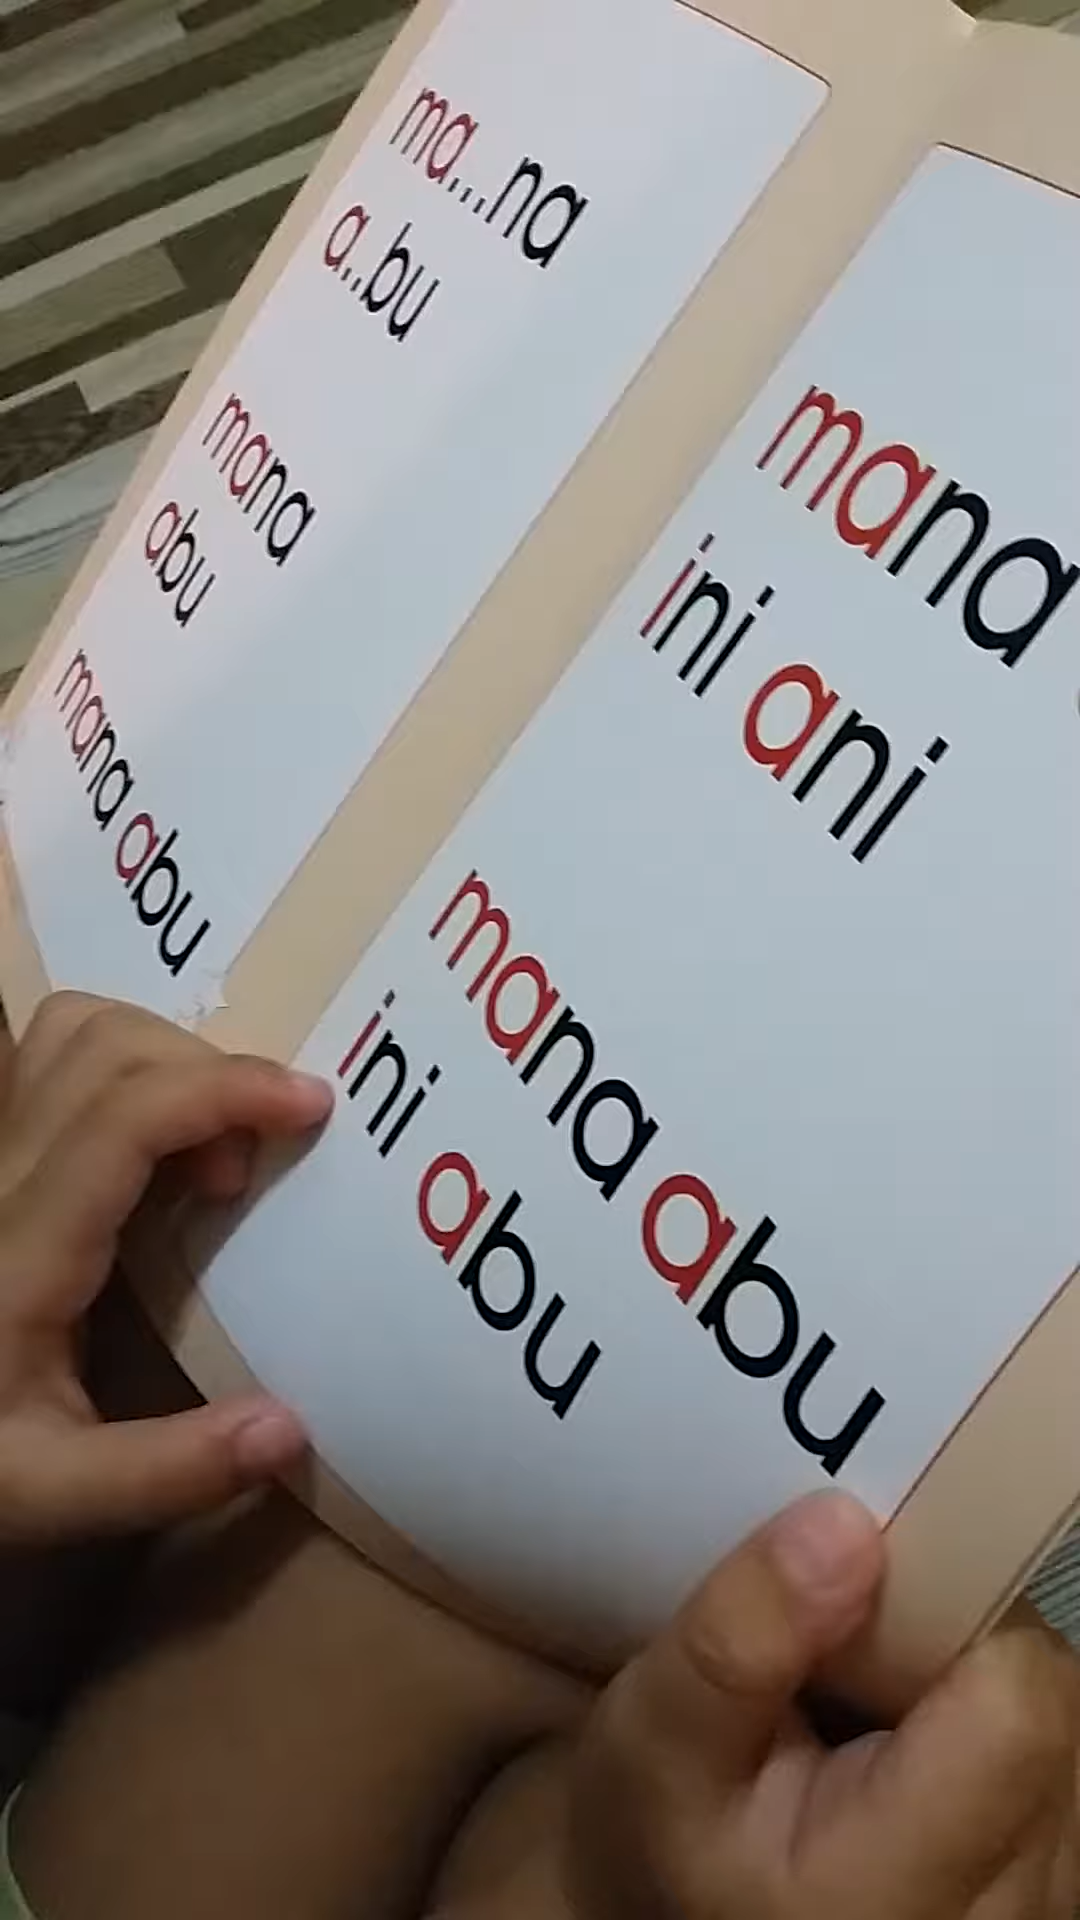 ma...na
a..bu
mana
abu
mana abu
mana
ini ani
mana abu
ini abu